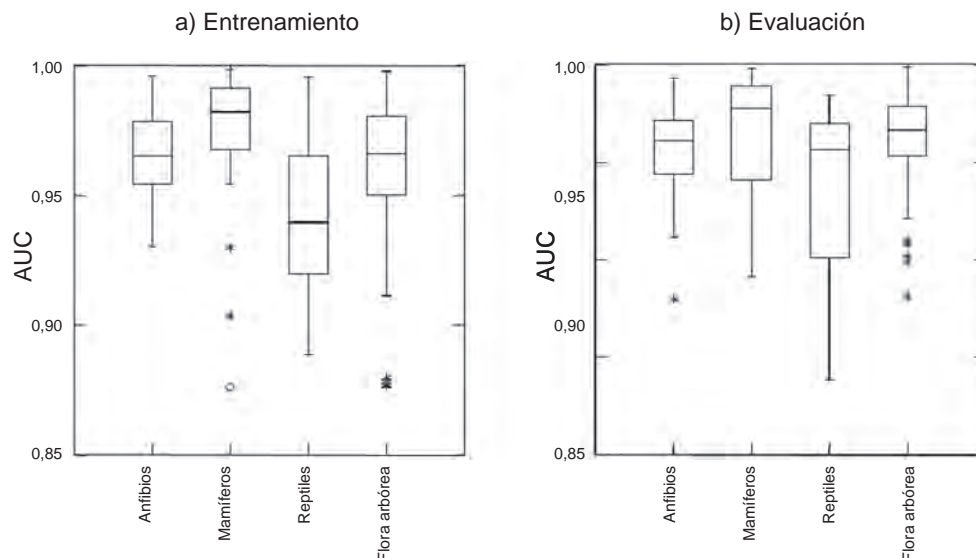 a) Entrenamiento
AUC
1,00
0,95
0,90
0,85
Anfibios
Mamíferos
Reptiles
Flora arbórea
b) Evaluación
AUC
1,00
0,95
0,90
0,85
Anfibios
Mamíferos
Reptiles
Flora arbórea